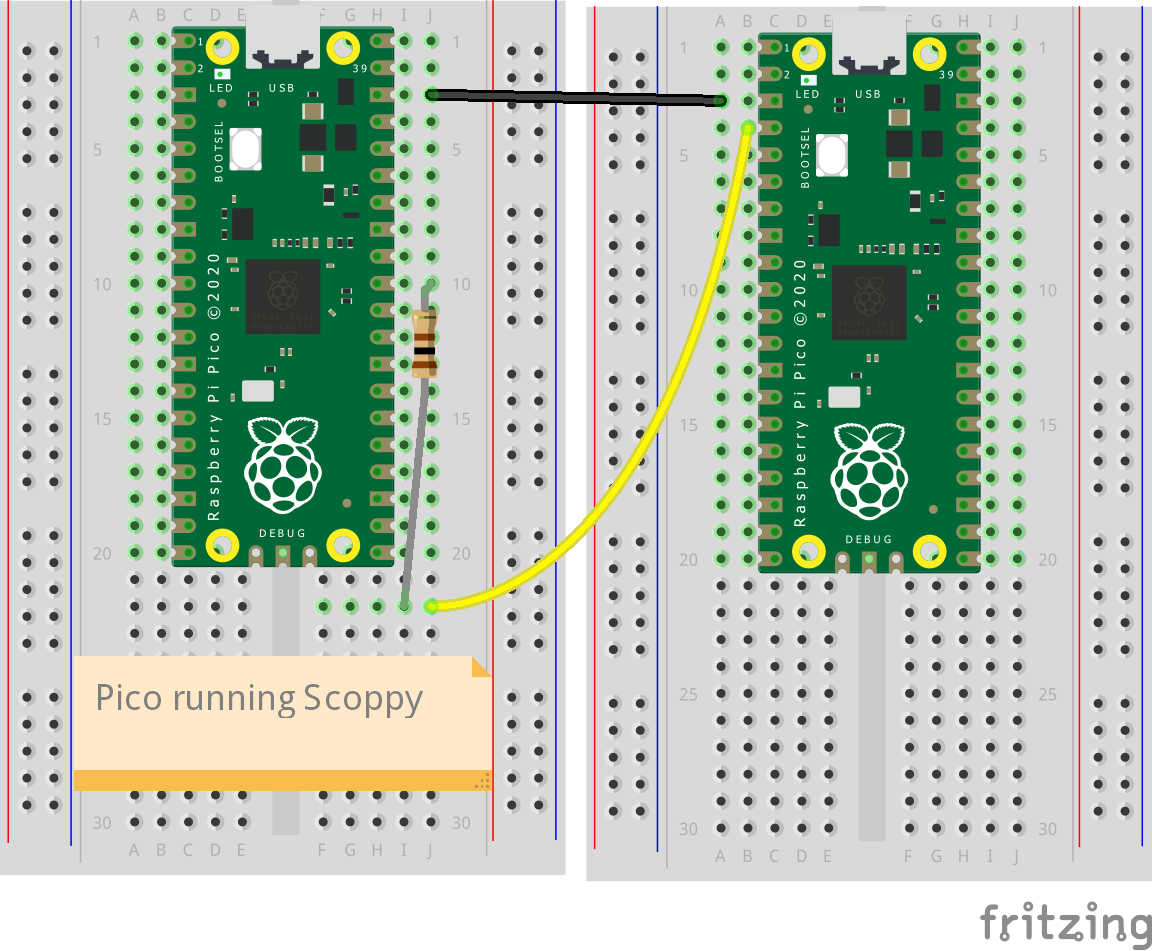 A B C D E F G H I J
A B C D E F G H I J
1 1
1 1
1
2 39
LED USB
1
2 39
LED USB
BOOTSEL
BOOTSEL
5 5
5 5
10 10
10 10
Raspberry Pi Pico ©2020
Raspberry Pi Pico ©2020
15 15
15 15
DEBUG
DEBUG
20 20
20 20
Pico running Scoppy
25 25
30 30
30 30
A B C D E F G H I J
A B C D E F G H I J
fritzing